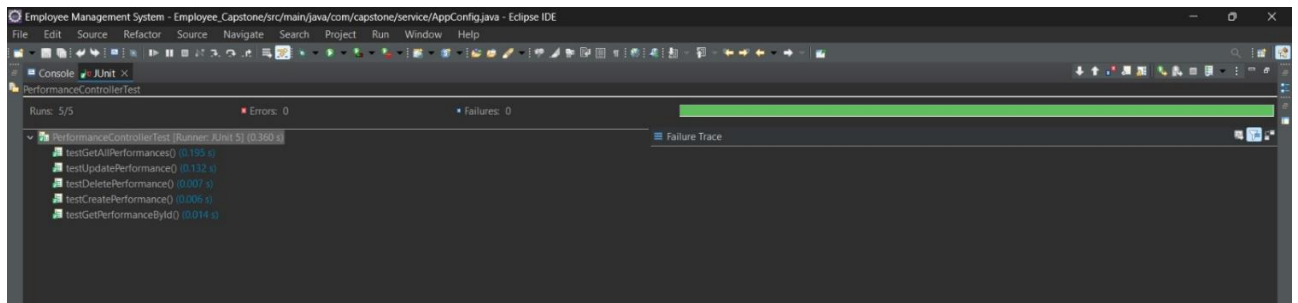 Employee Management System - Employee_Capstone/src/main/java/com/capstone/service/AppConfig.java - Eclipse IDE
File Edit Source Refactor Source Navigate Search Project Run Window Help
Console JUnit ×
PerformanceControllerTest
Runs: 5/5 Errors: 0 Failures: 0
PerformanceControllerTest [Runner: JUnit 5] (0.360 s)
Failure Trace
testGetAllPerformances() (0.195 s)
testUpdatePerformance() (0.132 s)
testDeletePerformance() (0.007 s)
testCreatePerformance() (0.006 s)
testGetPerformanceById() (0.014 s)